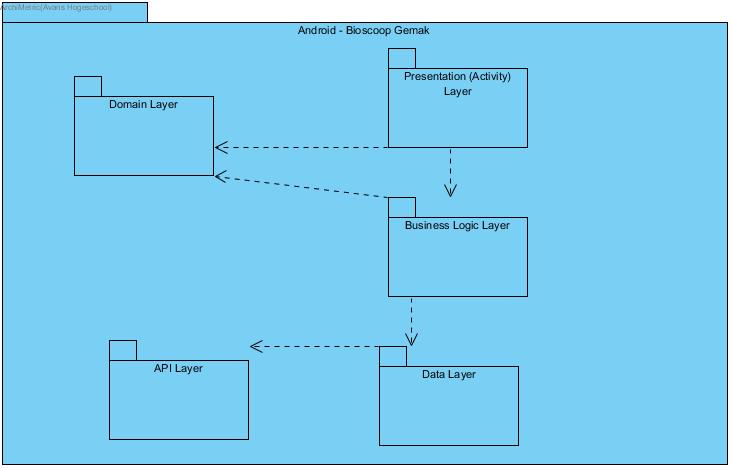 ArchiMetric(Avans Hogeschool)
Android - Bioscoop Gemak
Presentation (Activity)
Layer
Domain Layer
Business Logic Layer
API Layer
Data Layer